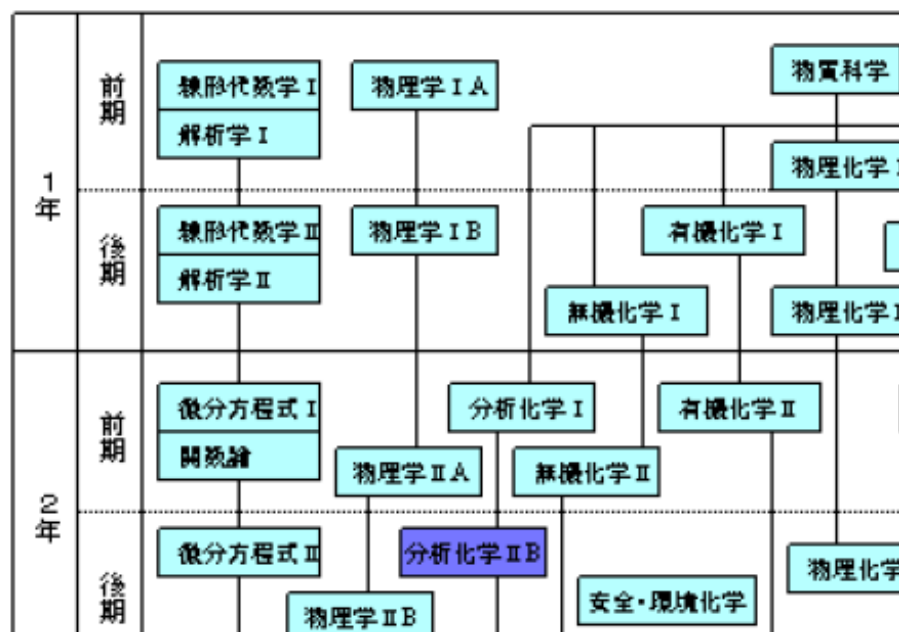 1年
前期
線形代数学Ⅰ
解析学Ⅰ
物理学ⅠA
物質科学
物理化学
後期
線形代数学Ⅱ
解析学Ⅱ
物理学ⅠB
有機化学Ⅰ
無機化学Ⅰ
物理化学
2年
前期
微分方程式Ⅰ
関数論
分析化学Ⅰ
有機化学Ⅱ
物理学ⅡA
無機化学Ⅱ
後期
微分方程式Ⅱ
分析化学ⅡB
物理化学
安全・環境化学
物理学ⅡB